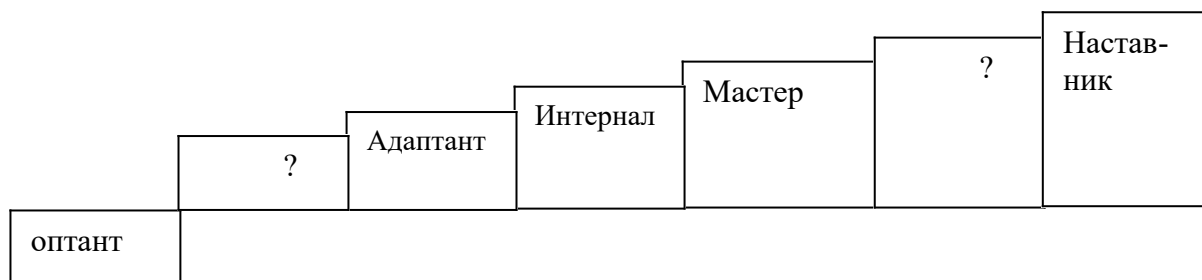 оптант
?
Адаптант
Интернал
Мастер
?
Настав-
ник